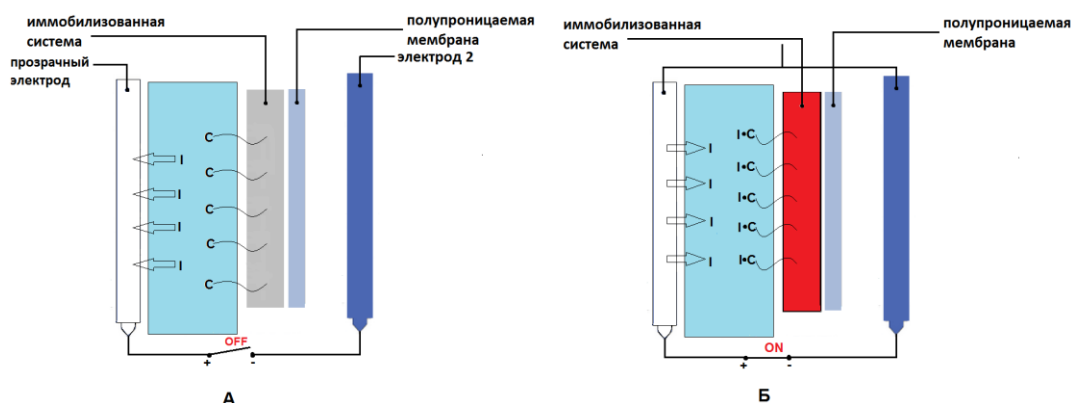 иммобилизованная
система
прозрачный
электрод
полупроницаемая
мембрана
электрод 2
C
C
I
C
I
C
I
C
I
C
OFF
+ -
А
иммобилизованная
система
полупроницаемая
мембрана
I•C
I
I•C
I
I•C
I
I•C
I
I•C
ON
+ -
Б